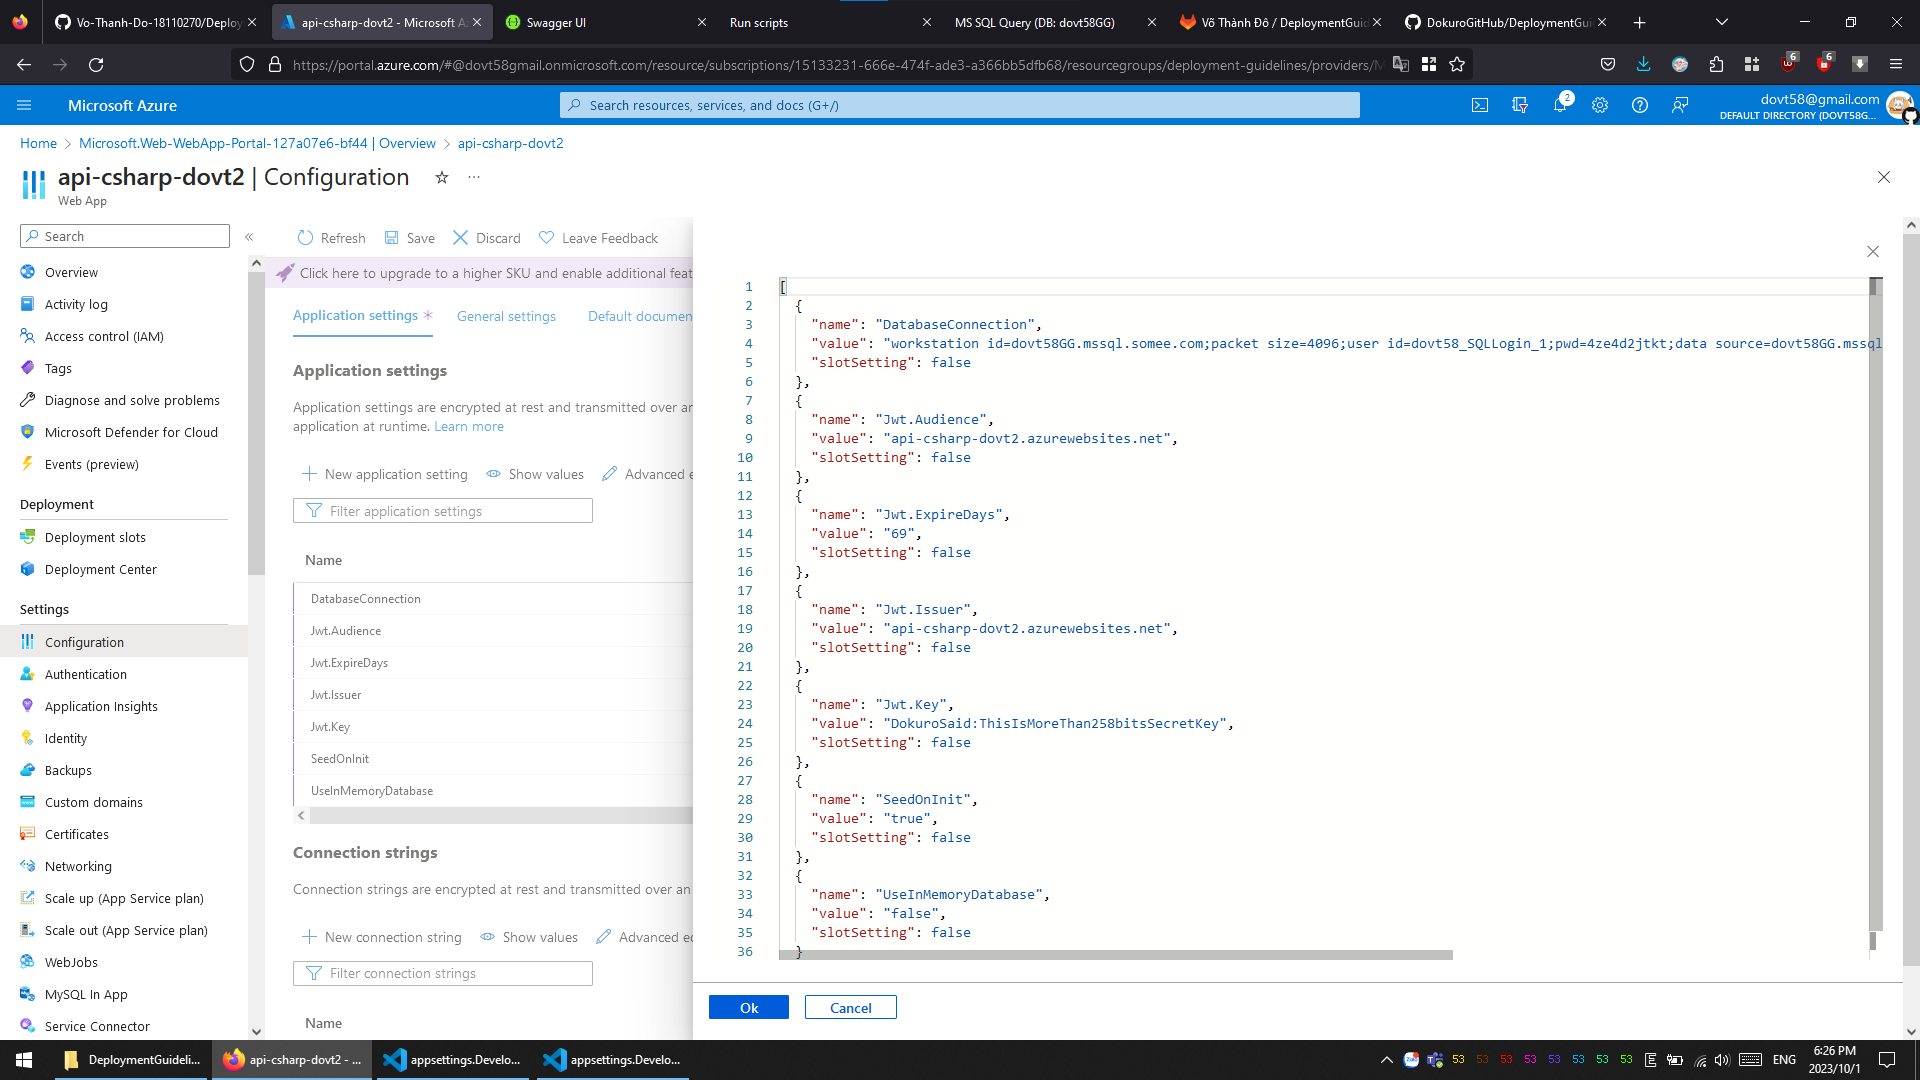 Vo-Thanh-Do-18110270/Deploy
api-csharp-dovt2 - Microsoft A
Swagger UI
Run scripts
MS SQL Query (DB: dovt58GG)
Võ Thành Đô / DeploymentGuid
DokuroGitHub/DeploymentGui
https://portal.azure.com/#@dovt58gmail.onmicrosoft.com/resource/subscriptions/15133231-666e-474f-ade3-a366bb5dfb68/resourcegroups/deployment-guidelines/providers/M
6
6
Microsoft Azure
Search resources, services, and docs (G+/)
2
dovt58@gmail.com
DEFAULT DIRECTORY (DOVT58G...
Home > Microsoft.Web-WebApp-Portal-127a07e6-bf44 | Overview > api-csharp-dovt2
api-csharp-dovt2 | Configuration
Web App
Search
Overview
Activity log
Access control (IAM)
Tags
Diagnose and solve problems
Microsoft Defender for Cloud
Events (preview)
Deployment
Deployment slots
Deployment Center
Settings
Configuration
Authentication
Application Insights
Identity
Backups
Custom domains
Certificates
Networking
Scale up (App Service plan)
Scale out (App Service plan)
WebJobs
MySQL In App
Service Connector
Refresh Save Discard Leave Feedback
Click here to upgrade to a higher SKU and enable additional feat
Application settings * General settings Default documen
Application settings
Application settings are encrypted at rest and transmitted over an
application at runtime. Learn more
New application setting Show values Advanced e
Filter application settings
Name
DatabaseConnection
Jwt.Audience
Jwt.ExpireDays
Jwt.Issuer
Jwt.Key
SeedOnInit
UseInMemoryDatabase
Connection strings
Connection strings are encrypted at rest and transmitted over an
New connection string Show values Advanced ed
Filter connection strings
Name
1 [
2 {
3 "name": "DatabaseConnection",
4 "value": "workstation id=dovt58GG.mssql.somee.com;packet size=4096;user id=dovt58_SQLLogin_1;pwd=4ze4d2jtkt;data source=dovt58GG.mssql
5 "slotSetting": false
6 },
7 {
8 "name": "Jwt.Audience",
9 "value": "api-csharp-dovt2.azurewebsites.net",
10 "slotSetting": false
11 },
12 {
13 "name": "Jwt.ExpireDays",
14 "value": "69",
15 "slotSetting": false
16 },
17 {
18 "name": "Jwt.Issuer",
19 "value": "api-csharp-dovt2.azurewebsites.net",
20 "slotSetting": false
21 },
22 {
23 "name": "Jwt.Key",
24 "value": "DokuroSaid:ThisIsMoreThan258bitsSecretKey",
25 "slotSetting": false
26 },
27 {
28 "name": "SeedOnInit",
29 "value": "true",
30 "slotSetting": false
31 },
32 {
33 "name": "UseInMemoryDatabase",
34 "value": "false",
35 "slotSetting": false
36 }
Ok Cancel
DeploymentGuideli...
api-csharp-dovt2 - ...
appsettings.Develo...
appsettings.Develo...
53 53 53 53 53 53 53 53
ENG
6:26 PM
2023/10/1